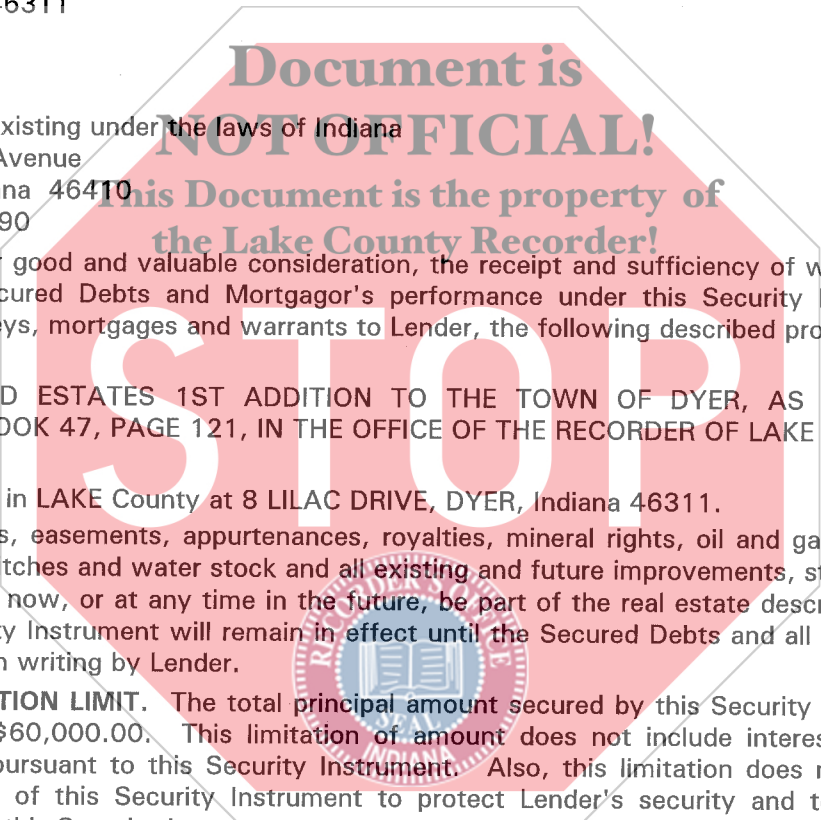 46311
Document is
existing under the laws of Indiana
NOT OFFICIAL!
Avenue
This Document is the property of
na 46410
90
the Lake County Recorder!
good and valuable consideration, the receipt and sufficiency of w
cured Debts and Mortgagor's performance under this Security
ys, mortgages and warrants to Lender, the following described pro
STOP
D ESTATES 1ST ADDITION TO THE TOWN OF DYER, AS
OOK 47, PAGE 121, IN THE OFFICE OF THE RECORDER OF LAKE
in LAKE County at 8 LILAC DRIVE, DYER, Indiana 46311.
s, easements, appurtenances, royalties, mineral rights, oil and ga
tches and water stock and all existing and future improvements, st
now, or at any time in the future, be part of the real estate descr
ty Instrument will remain in effect until the Secured Debts and all
n writing by Lender.
RECORDER'S OFFICE
SEAL
INDIANA
TION LIMIT. The total principal amount secured by this Security
$60,000.00. This limitation of amount does not include interes
pursuant to this Security Instrument. Also, this limitation does
of this Security Instrument to protect Lender's security and t